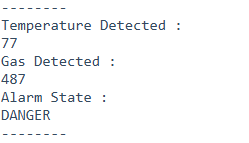 --------
Temperature Detected :
77
Gas Detected :
487
Alarm State :
DANGER
--------